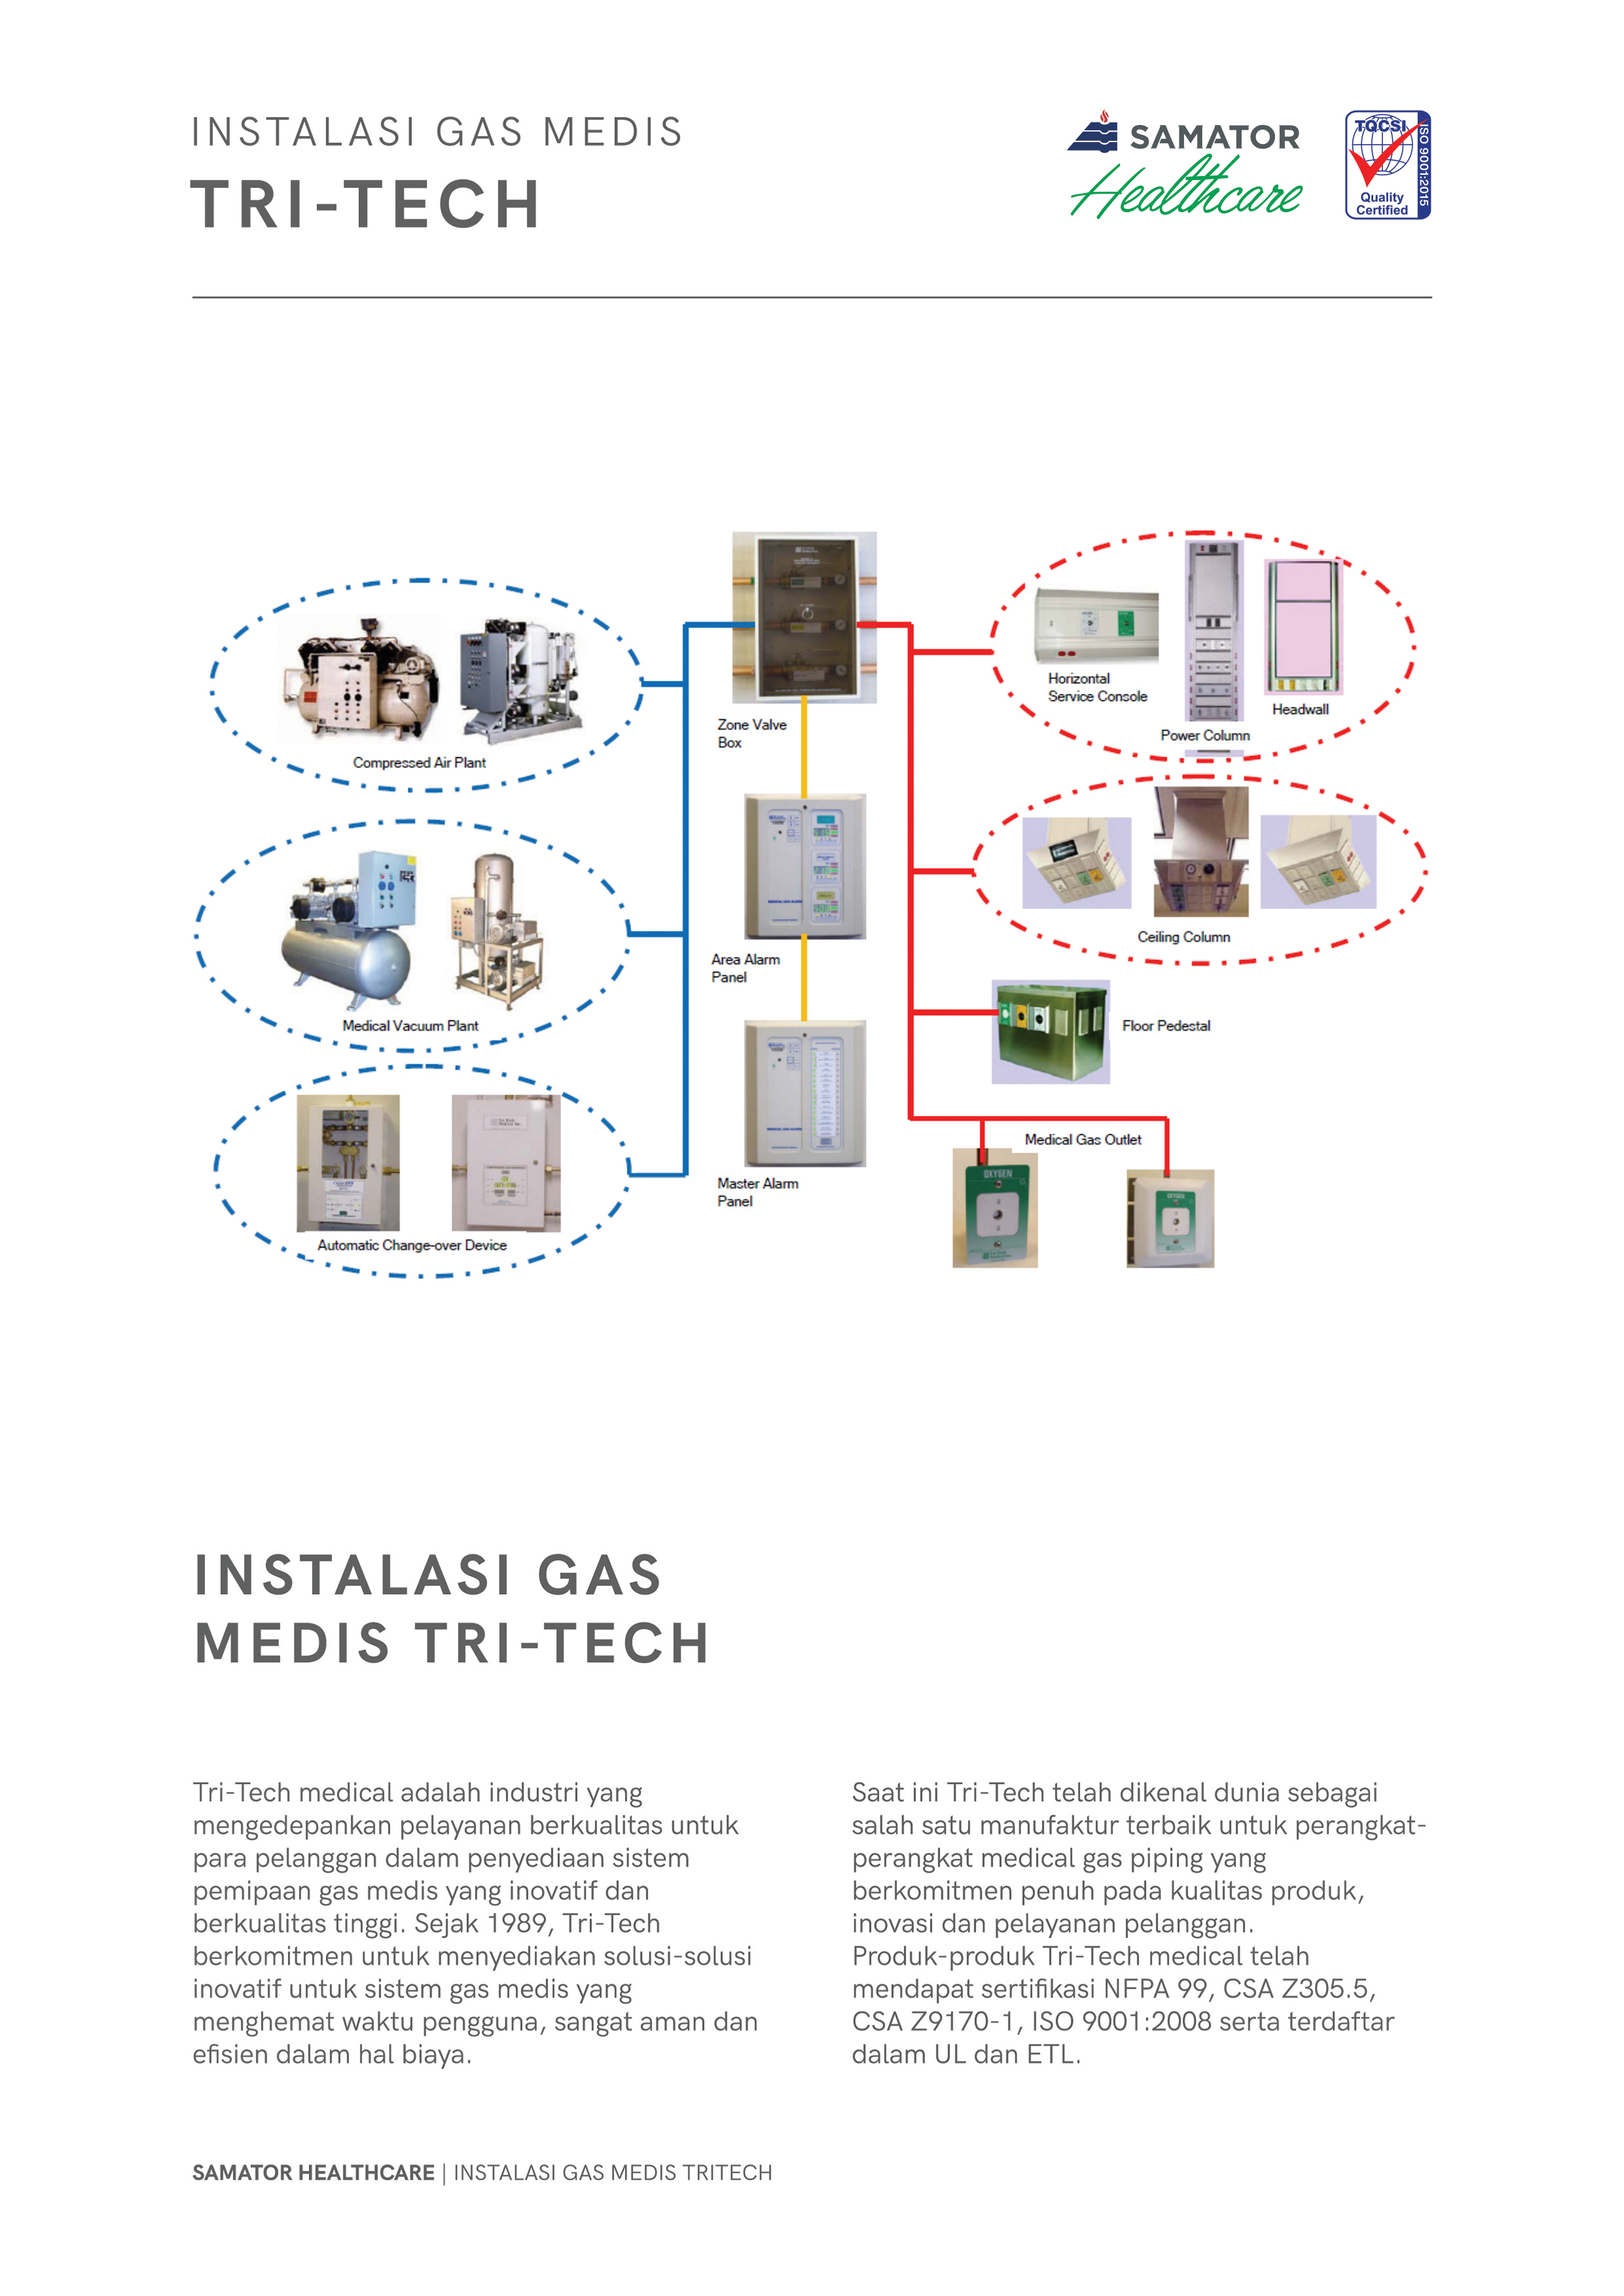 INSTALASI GAS MEDIS
TRI-TECH
SAMATOR
Healthcare
TQCSI
ISO 9001:2015
Quality
Certified
Compressed Air Plant
Medical Vacuum Plant
Automatic Change-over Device
Zone Valve
Box
Area Alarm
Panel
Master Alarm
Panel
Horizontal
Service Console
Power Column
Headwall
Ceiling Column
Floor Pedestal
Medical Gas Outlet
OXYGEN
OXYGEN
INSTALASI GAS
MEDIS TRI-TECH
Tri-Tech medical adalah industri yang
mengedepankan pelayanan berkualitas untuk
para pelanggan dalam penyediaan sistem
pemipaan gas medis yang inovatif dan
berkualitas tinggi. Sejak 1989, Tri-Tech
berkomitmen untuk menyediakan solusi-solusi
inovatif untuk sistem gas medis yang
menghemat waktu pengguna, sangat aman dan
efisien dalam hal biaya.
Saat ini Tri-Tech telah dikenal dunia sebagai
salah satu manufaktur terbaik untuk perangkat-
perangkat medical gas piping yang
berkomitmen penuh pada kualitas produk,
inovasi dan pelayanan pelanggan.
Produk-produk Tri-Tech medical telah
mendapat sertifikasi NFPA 99, CSA Z305.5,
CSA Z9170-1, ISO 9001:2008 serta terdaftar
dalam UL dan ETL.
SAMATOR HEALTHCARE | INSTALASI GAS MEDIS TRITECH